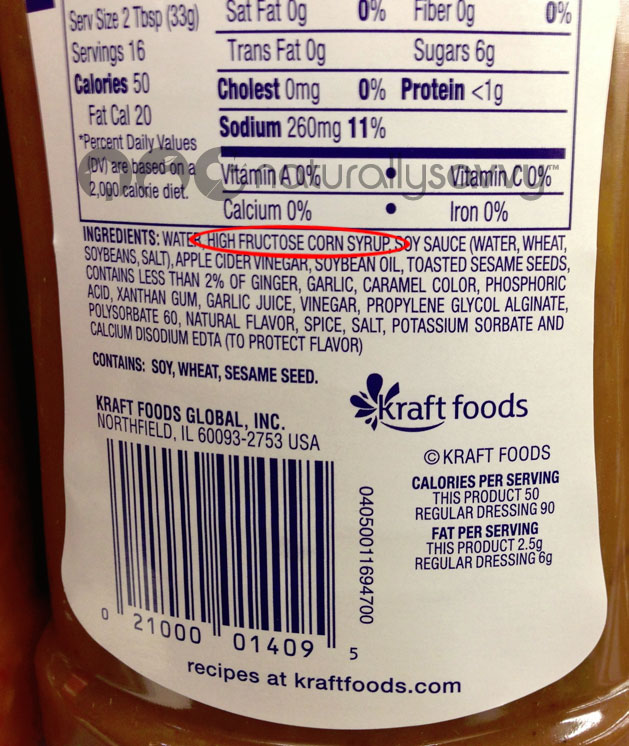 Serv Size 2 Tbsp (33g) Sat Fat 0g 0% Fiber 0g 0%
Servings 16 Trans Fat 0g Sugars 6g
Calories 50 Cholest 0mg 0% Protein <1g
Fat Cal 20 Sodium 260mg 11%
*Percent Daily Values
(DV) are based on a Vitamin A 0% • Vitamin C 0%
2,000 calorie diet. Calcium 0% • Iron 0%
naturallysavvy™
INGREDIENTS: WATER, HIGH FRUCTOSE CORN SYRUP, SOY SAUCE (WATER, WHEAT,
SOYBEANS, SALT), APPLE CIDER VINEGAR, SOYBEAN OIL, TOASTED SESAME SEEDS,
CONTAINS LESS THAN 2% OF GINGER, GARLIC, CARAMEL COLOR, PHOSPHORIC
ACID, XANTHAN GUM, GARLIC JUICE, VINEGAR, PROPYLENE GLYCOL ALGINATE,
POLYSORBATE 60, NATURAL FLAVOR, SPICE, SALT, POTASSIUM SORBATE AND
CALCIUM DISODIUM EDTA (TO PROTECT FLAVOR)
CONTAINS: SOY, WHEAT, SESAME SEED.
KRAFT FOODS GLOBAL, INC.
NORTHFIELD, IL 60093-2753 USA
kraft foods
© KRAFT FOODS
CALORIES PER SERVING
THIS PRODUCT 50
REGULAR DRESSING 90
FAT PER SERVING
THIS PRODUCT 2.5g
REGULAR DRESSING 6g
04050011694700
0 21000 01409 5
recipes at kraftfoods.com